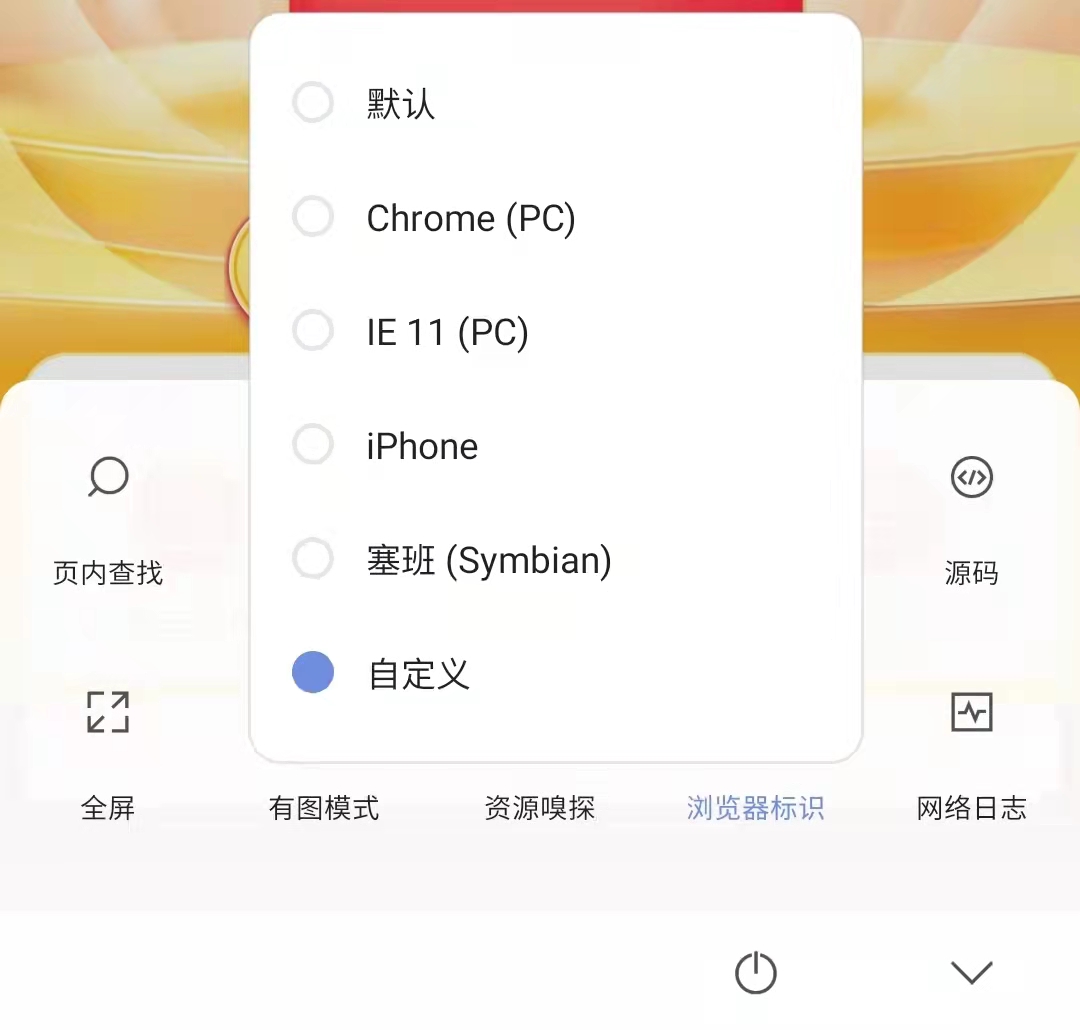 默认
Chrome (PC)
IE 11 (PC)
iPhone
塞班 (Symbian)
自定义
页内查找
源码
全屏
有图模式
资源嗅探
浏览器标识
网络日志